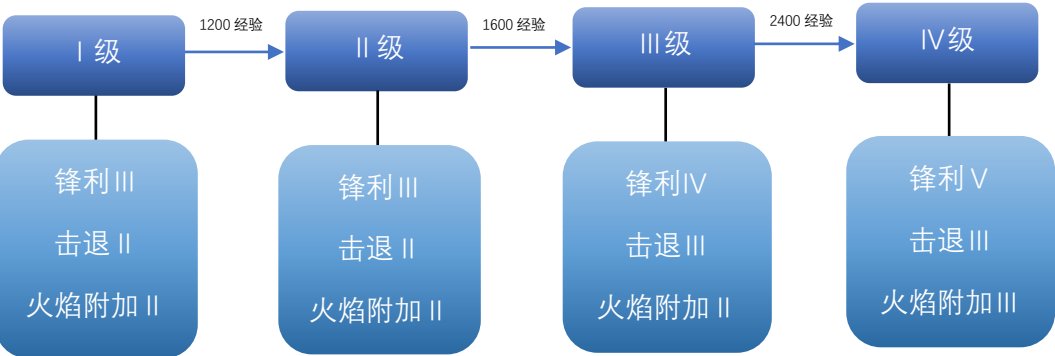 Ⅰ级
1200 经验
Ⅱ级
1600 经验
Ⅲ级
2400 经验
Ⅳ级
锋利Ⅲ
击退Ⅱ
火焰附加Ⅱ
锋利Ⅲ
击退Ⅱ
火焰附加Ⅱ
锋利Ⅳ
击退Ⅲ
火焰附加Ⅱ
锋利Ⅴ
击退Ⅲ
火焰附加Ⅲ